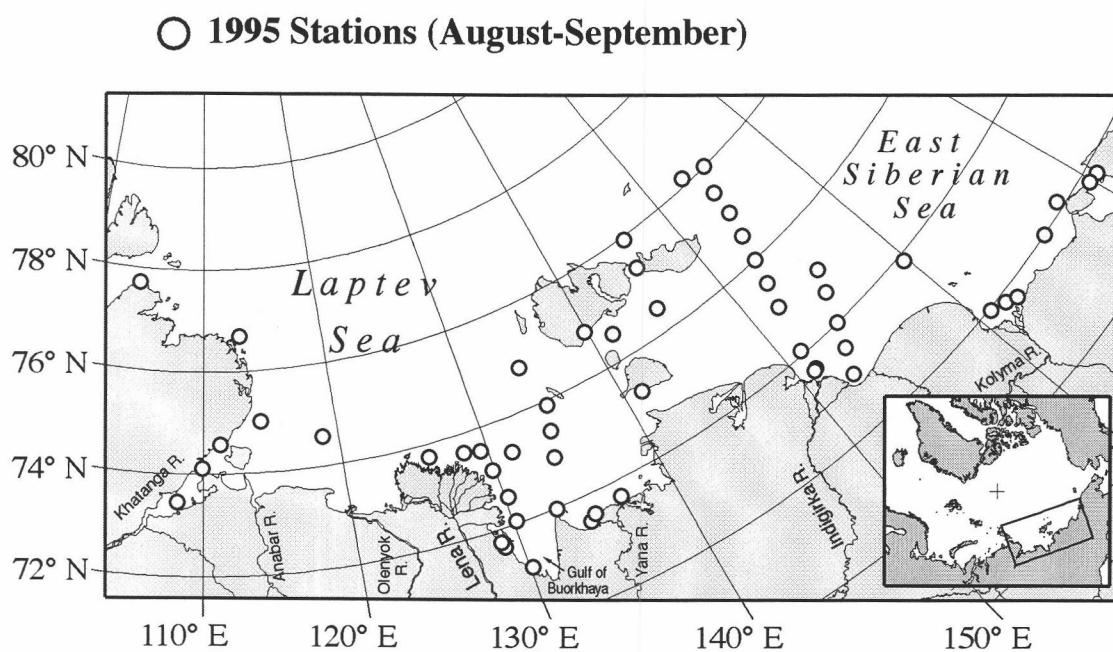 1995 Stations (August-September)
80° N
78° N
76° N
74° N
72° N
East
Siberian
Sea
Laptev
Sea
Khatanga R.
Anabar R.
Olenyok
R.
Lena R.
Gulf of
Buorkhaya
Yana R.
Indigirka R.
Kolyma R.
110° E
120° E
130° E
140° E
150° E